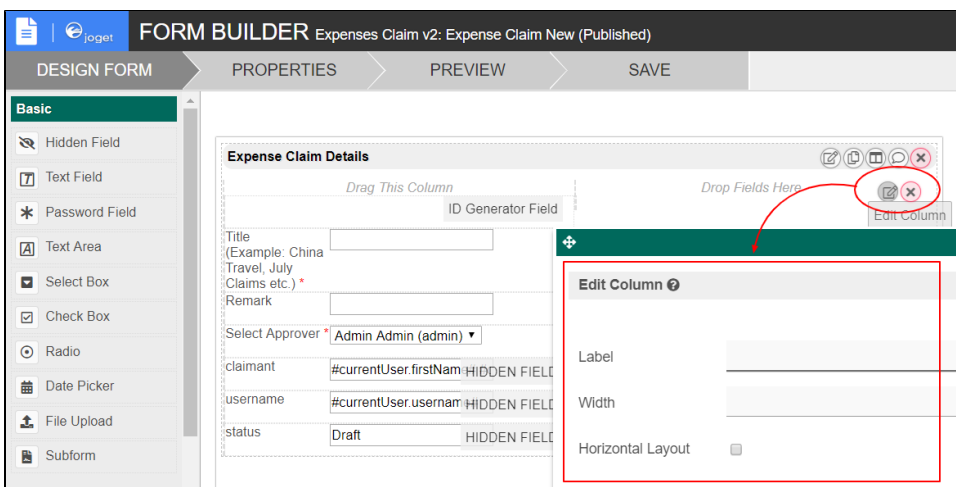 joget FORM BUILDER Expenses Claim v2: Expense Claim New (Published)
DESIGN FORM PROPERTIES PREVIEW SAVE
Basic
Hidden Field
Text Field
Password Field
Text Area
Select Box
Check Box
Radio
Date Picker
File Upload
Subform
Expense Claim Details
Drag This Column Drop Fields Here
Edit Column
ID Generator Field
Title
(Example: China
Travel, July
Claims etc.) *
Remark
Select Approver * Admin Admin (admin)
claimant #currentUser.firstName HIDDEN FIELD
username #currentUser.username HIDDEN FIELD
status Draft HIDDEN FIELD
Edit Column
Label
Width
Horizontal Layout